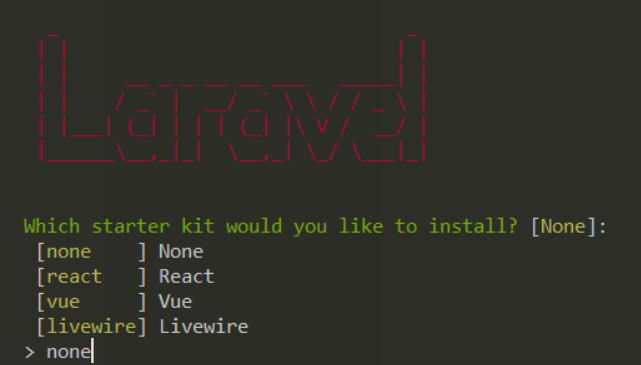 Laravel
Which starter kit would you like to install? [None]:
[none    ] None
[react   ] React
[vue     ] Vue
[livewire] Livewire
> none